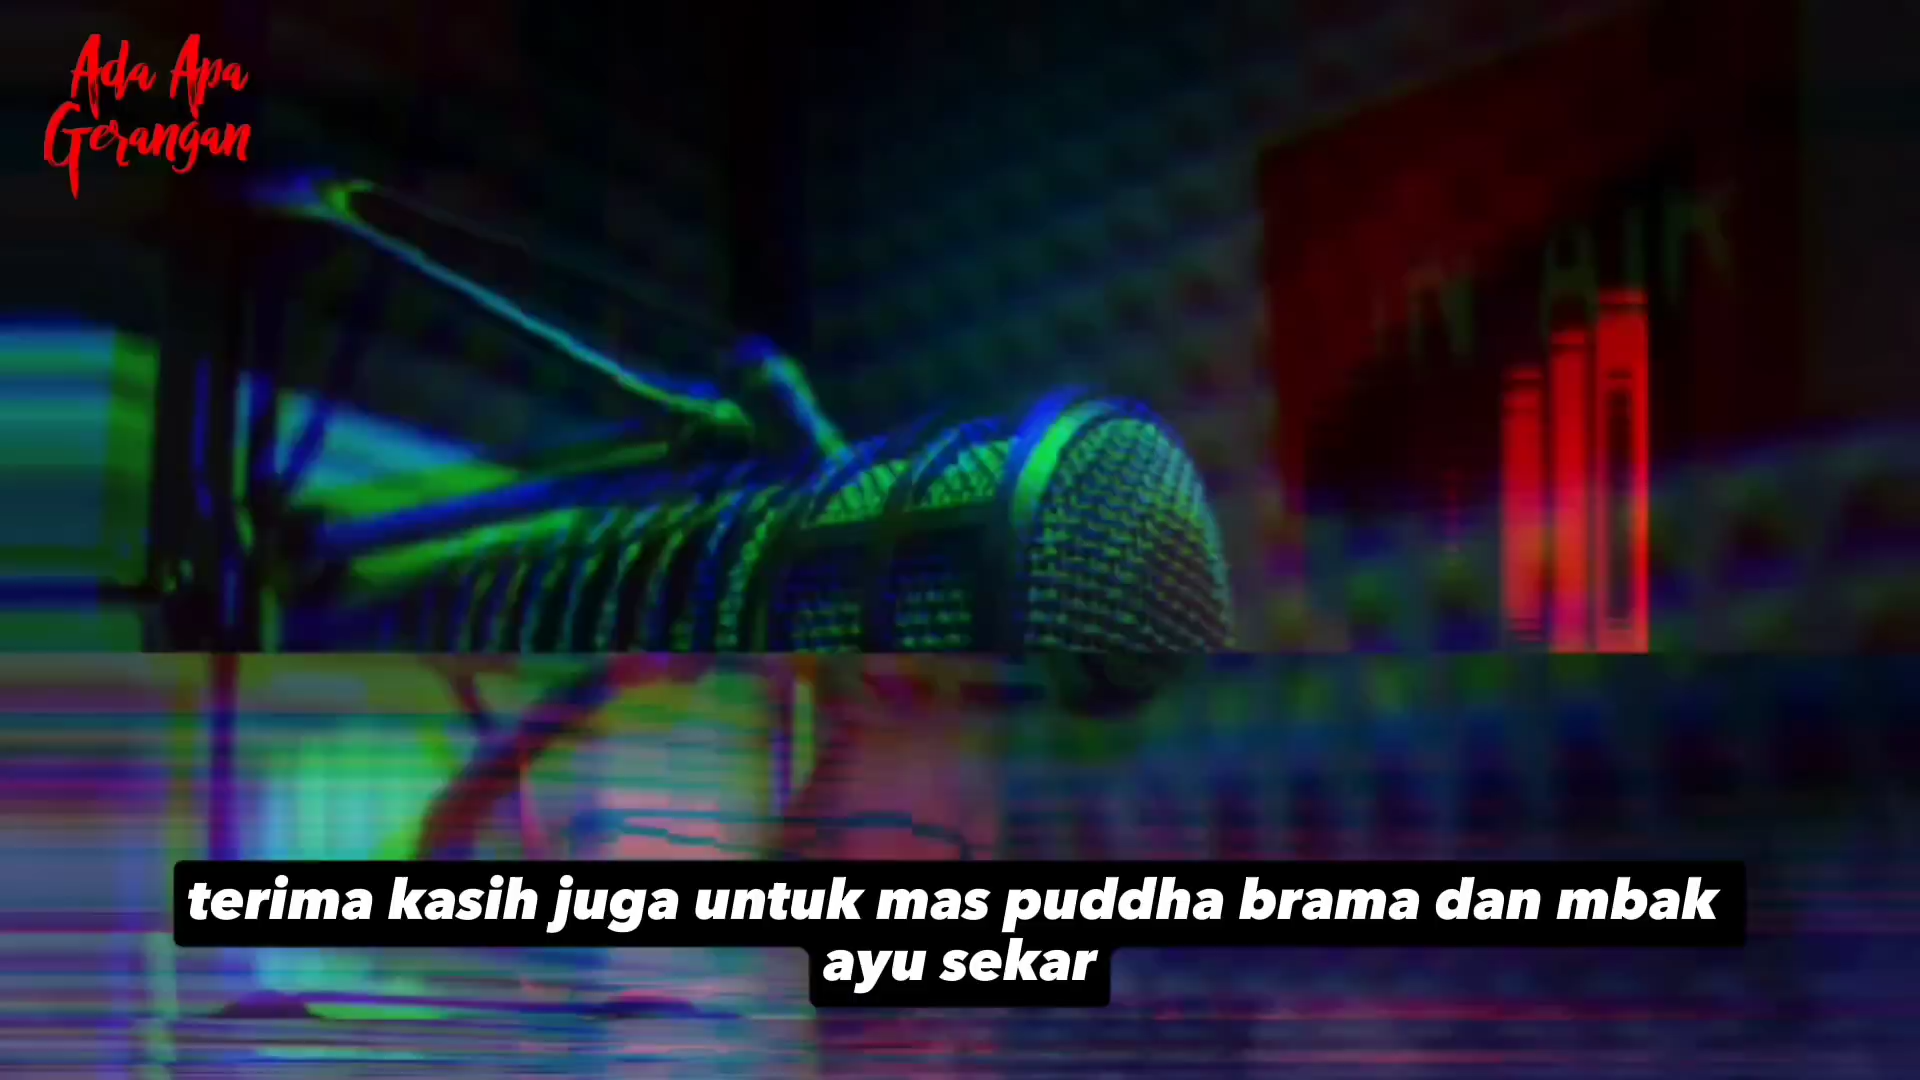 Ada Apa
Gerangan
terima kasih juga untuk mas puddha brama dan mbak
ayu sekar